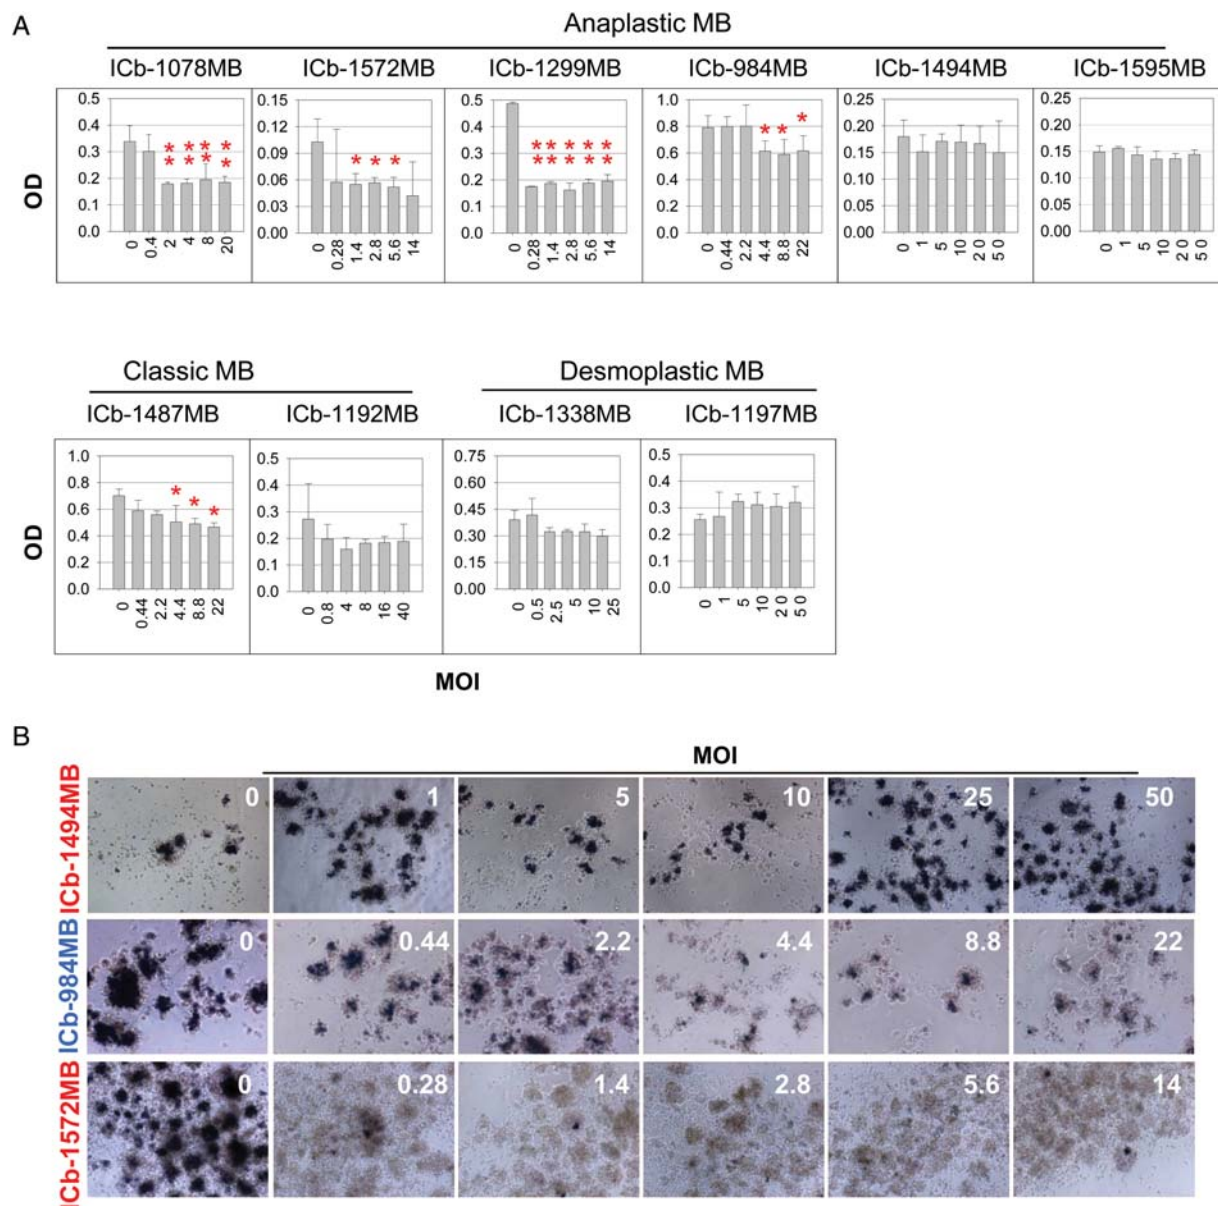 A
Anaplastic MB
ICb-1078MB ICb-1572MB ICb-1299MB ICb-984MB ICb-1494MB ICb-1595MB
OD
0.5 0.4 0.3 0.2 0.1 0.0
** ** ** **
0 0.4 2 4 8 20
0.15 0.12 0.09 0.06 0.03 0.00
* * *
0 0.28 1.4 2.8 5.6 14
0.5 0.4 0.3 0.2 0.1 0.0
** ** ** ** **
0 0.28 1.4 2.8 5.6 14
1.0 0.8 0.6 0.4 0.2 0.0
* * *
0 0.44 2.2 4.4 8.8 22
0.25 0.20 0.15 0.10 0.05 0.00
0 1 5 10 2 0 5 0
0.25 0.20 0.15 0.10 0.05 0.00
0 1 5 10 2 0 5 0
Classic MB Desmoplastic MB
ICb-1487MB ICb-1192MB ICb-1338MB ICb-1197MB
OD
1.0 0.8 0.6 0.4 0.2 0.0
* * *
0 0.44 2.2 4.4 8.8 22
0.5 0.4 0.3 0.2 0.1 0.0
0 0.8 4 8 16 40
0.75 0.60 0.45 0.30 0.15 0.00
0 0.5 2.5 5 10 25
0.5 0.4 0.3 0.2 0.1 0.0
0 1 5 10 2 0 5 0
MOI
B
MOI
ICb-1494MB
0 1 5 10 25 50
ICb-984MB
0 0.44 2.2 4.4 8.8 22
ICb-1572MB
0 0.28 1.4 2.8 5.6 14